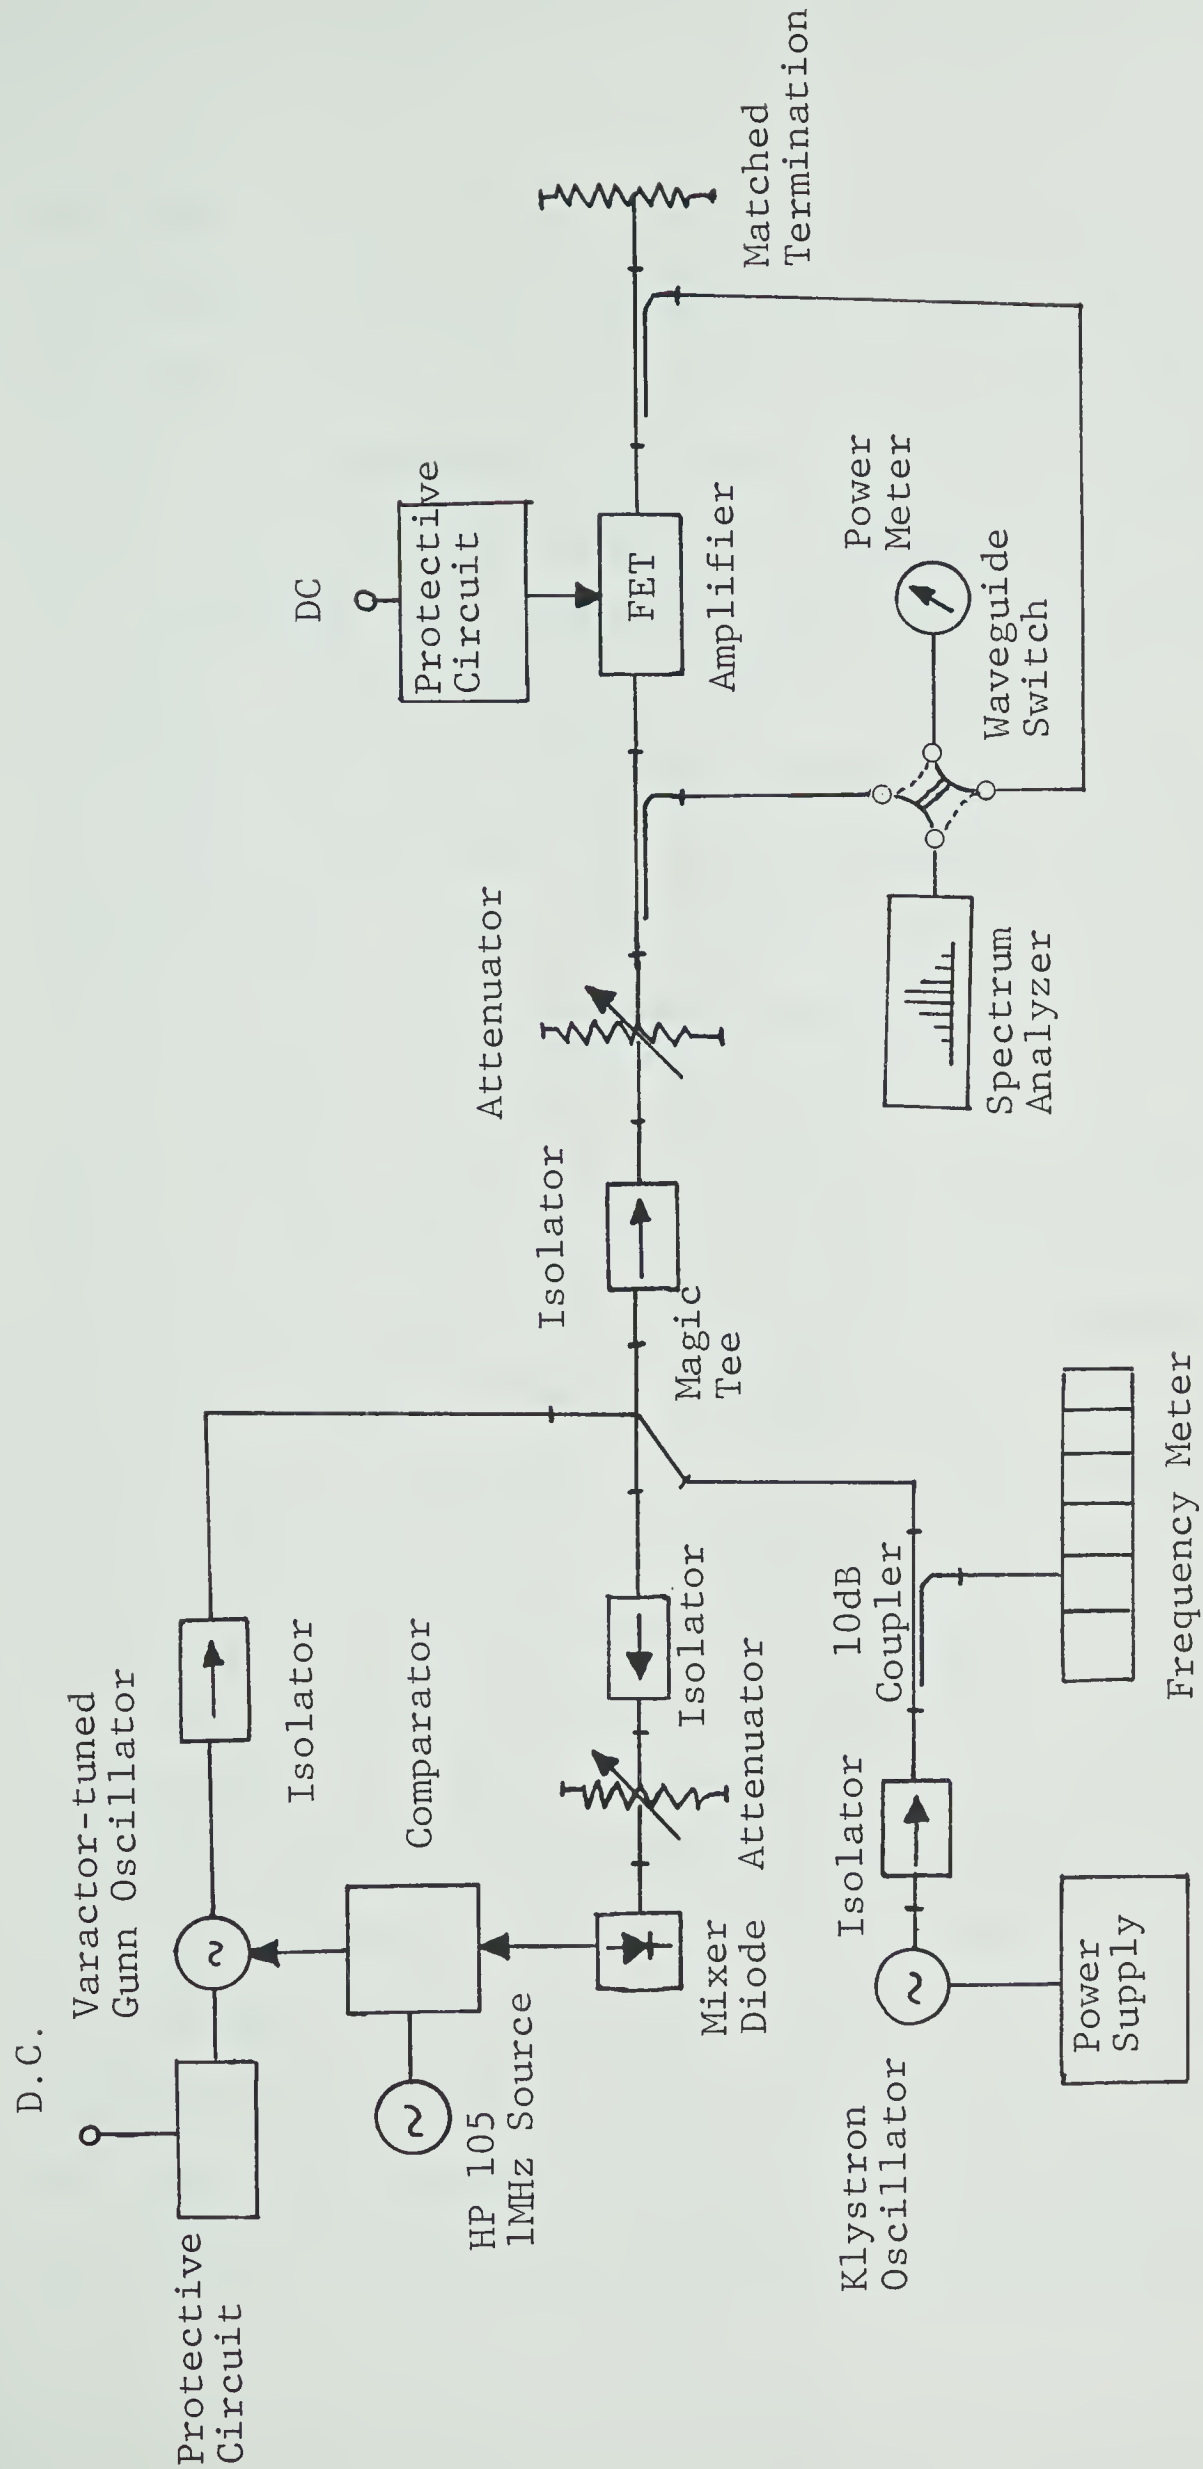 D.C.
Protective
Circuit
Varactor-tuned
Gunn Oscillator
Isolator
Comparator
HP 105
1MHz Source
Mixer
Diode
Attenuator
Isolator
Klystron
Oscillator
Power
Supply
Isolator
10dB
Coupler
Frequency Meter
Magic
Tee
Isolator
Attenuator
DC
Protective
Circuit
FET
Amplifier
Matched
Termination
Power
Meter
Waveguide
Switch
Spectrum
Analyzer